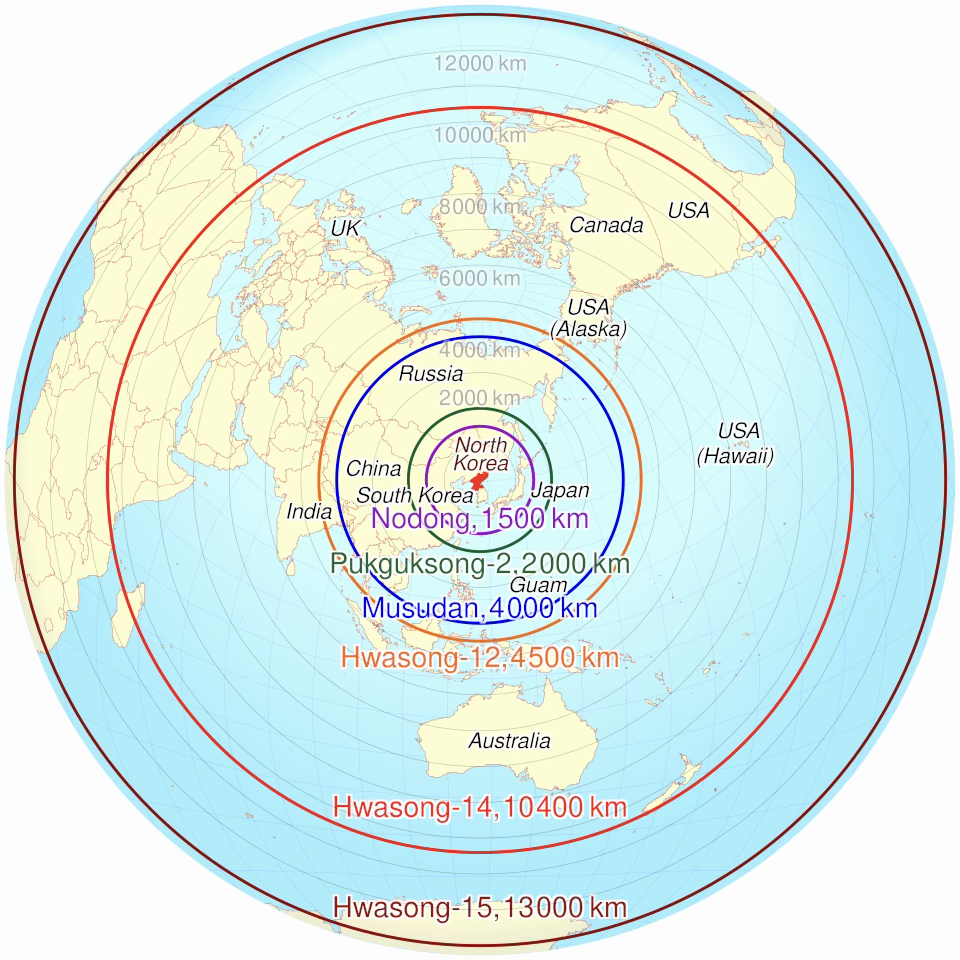 12000 km
10000 km
USA
8000 km
UK
Canada
6000 km
USA
(Alaska)
4000 km
Russia
2000 km
North
Korea
USA
(Hawaii)
China
South Korea
Japan
India
Nodong, 1500 km
Pukguksong-2, 2000 km
Guam
Musudan, 4000 km
Hwasong-12, 4500 km
Australia
Hwasong-14, 10400 km
Hwasong-15, 13000 km